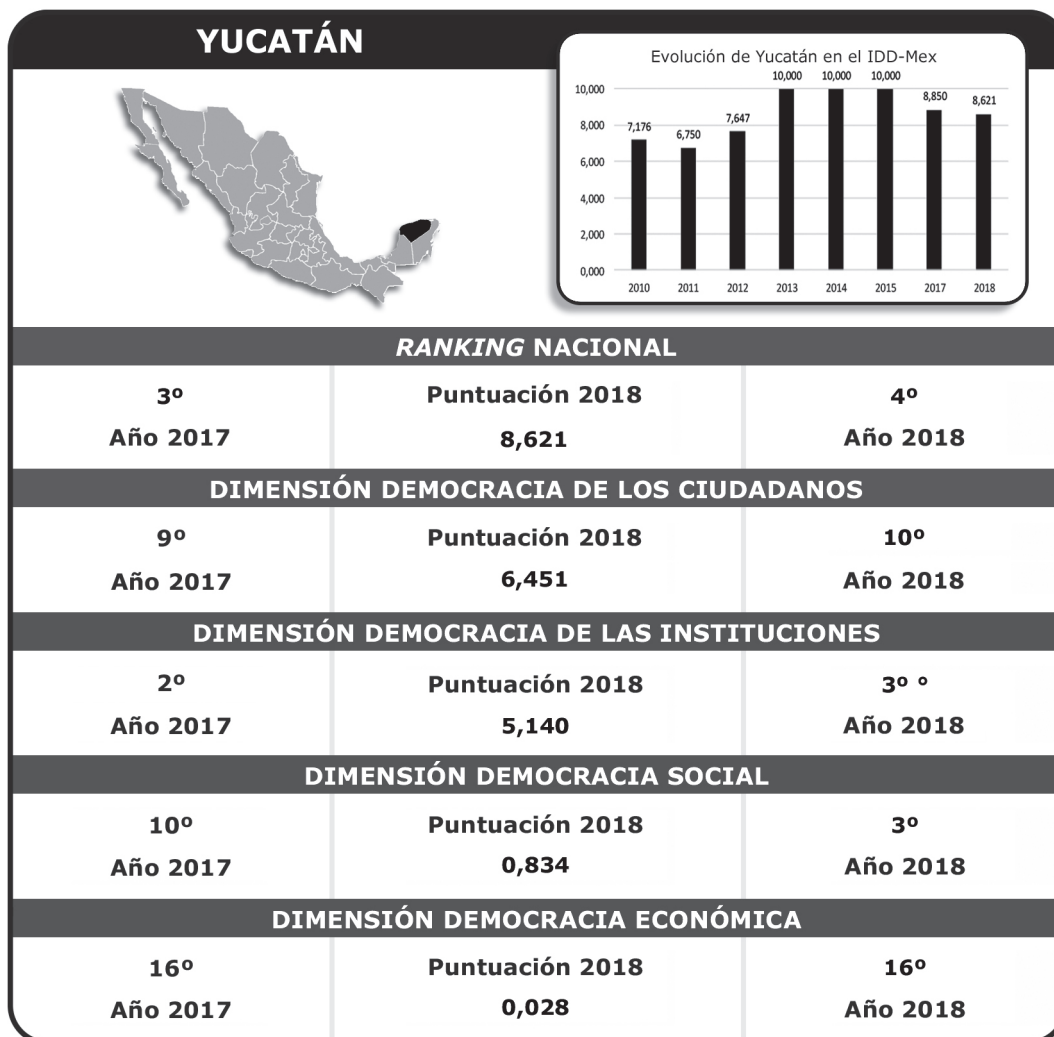 YUCATÁN
Evolución de Yucatán en el IDD-Mex
10,000
8,000
6,000
4,000
2,000
0,000
7,176
6,750
7,647
10,000
10,000
10,000
8,850
8,621
2010 2011 2012 2013 2014 2015 2017 2018
RANKING NACIONAL
3º Puntuación 2018 4º
Año 2017 8,621 Año 2018
DIMENSIÓN DEMOCRACIA DE LOS CIUDADANOS
9º Puntuación 2018 10º
Año 2017 6,451 Año 2018
DIMENSIÓN DEMOCRACIA DE LAS INSTITUCIONES
2º Puntuación 2018 3º °
Año 2017 5,140 Año 2018
DIMENSIÓN DEMOCRACIA SOCIAL
10º Puntuación 2018 3º
Año 2017 0,834 Año 2018
DIMENSIÓN DEMOCRACIA ECONÓMICA
16º Puntuación 2018 16º
Año 2017 0,028 Año 2018